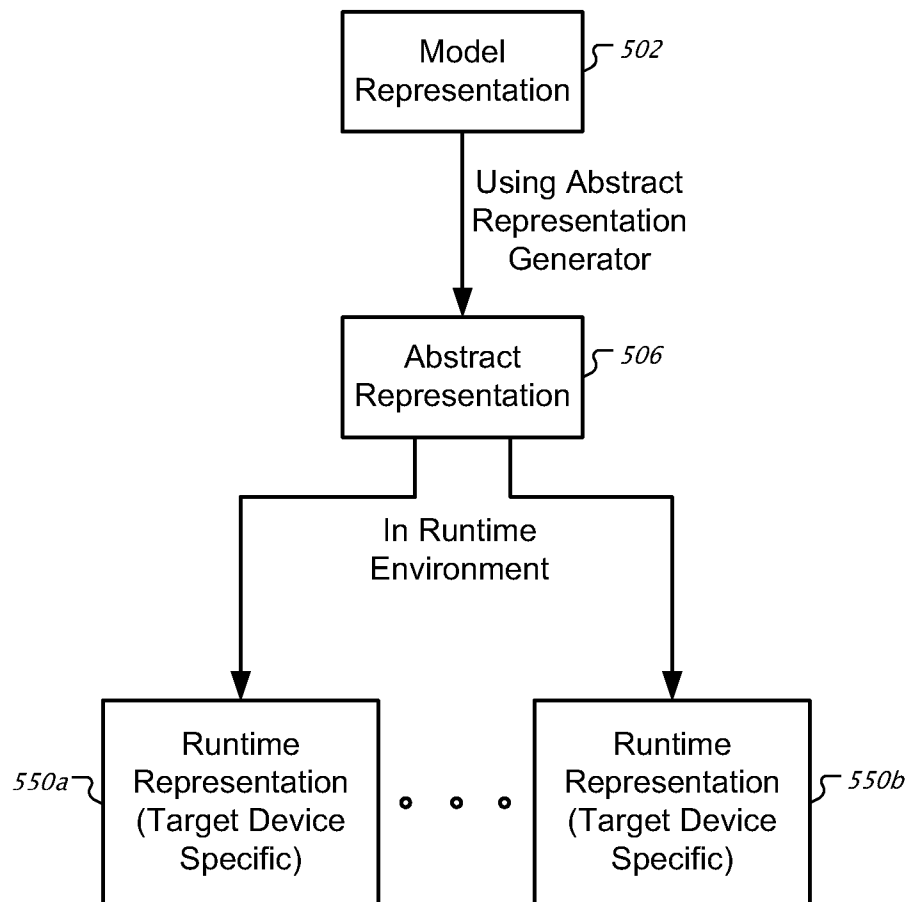 Model
Representation
502
Using Abstract
Representation
Generator
Abstract
Representation
506
In Runtime
Environment
550a
Runtime
Representation
(Target Device
Specific)
Runtime
Representation
(Target Device
Specific)
550b